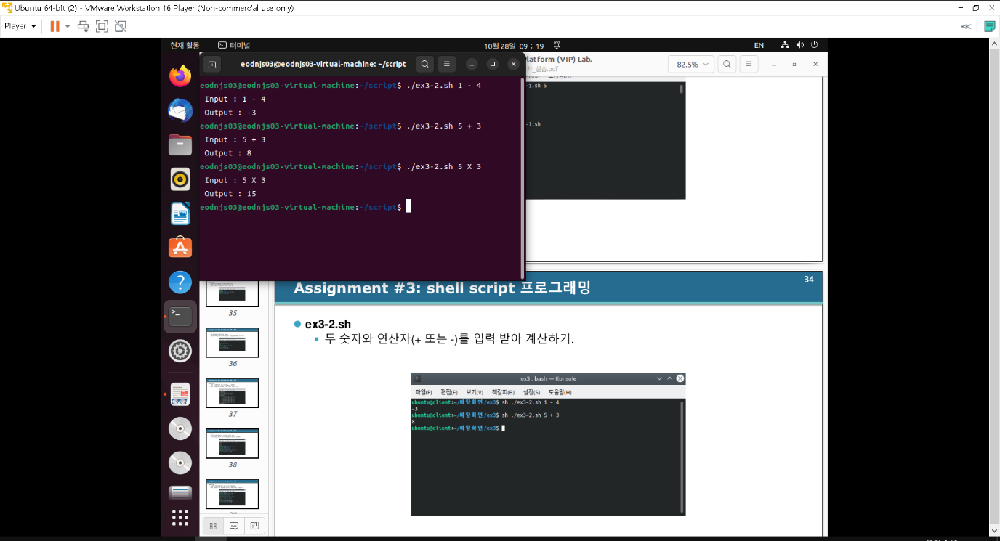 Ubuntu 64-bit (2) - VMware Workstation 16 Player (Non-commercial use only)
Player
현재 활동
터미널
10월 28일 09 : 19
EN
eodnjs03@eodnjs03-virtual-machine: ~/script
latform (VIP) Lab.
차_실습.pdf
82.5%
eodnjs03@eodnjs03-virtual-machine:~/script$ ./ex3-2.sh 1 - 4
Input : 1 - 4
Output : -3
eodnjs03@eodnjs03-virtual-machine:~/script$ ./ex3-2.sh 5 + 3
Input : 5 + 3
Output : 8
eodnjs03@eodnjs03-virtual-machine:~/script$ ./ex3-2.sh 5 X 3
Input : 5 X 3
Output : 15
eodnjs03@eodnjs03-virtual-machine:~/script$
-1.sh 5
-1.sh
Assignment #3: shell script 프로그래밍
34
ex3-2.sh
두 숫자와 연산자(+ 또는 -)를 입력 받아 계산하기.
ex3 : bash — Konsole
파일(F) 편집(E) 보기(V) 책갈피(B) 설정(S) 도움말(H)
ubuntu@client:~/바탕화면/ex3$ sh ./ex3-2.sh 1 - 4
-3
ubuntu@client:~/바탕화면/ex3$ sh ./ex3-2.sh 5 + 3
8
ubuntu@client:~/바탕화면/ex3$
35
36
37
38